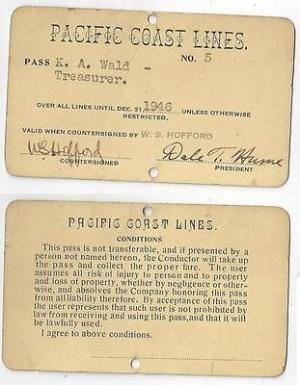 PACIFIC COAST LINES.
PASS K. A. Wald - NO. 5
Treasurer.
OVER ALL LINES UNTIL DEC. 31, 1946 UNLESS OTHERWISE
RESTRICTED.
VALID WHEN COUNTERSIGNED BY W. S. HOFFORD
WS Hofford Dale T. Hume
COUNTERSIGNED PRESIDENT
PACIFIC COAST LINES.
CONDITIONS
This pass is not transferable, and if presented by a
person not named hereon, the Conductor will take up
the pass and collect the proper fare. The user
assumes all risk of injury to person and to property
and loss of property, whether by negligence or other-
wise, and absolves the Company honoring this pass
from all liability therefor. By acceptance of this pass
the user represents that such user is not prohibited by
law from receiving and using this pass, and that it will
be lawfully used.
I agree to above conditions.